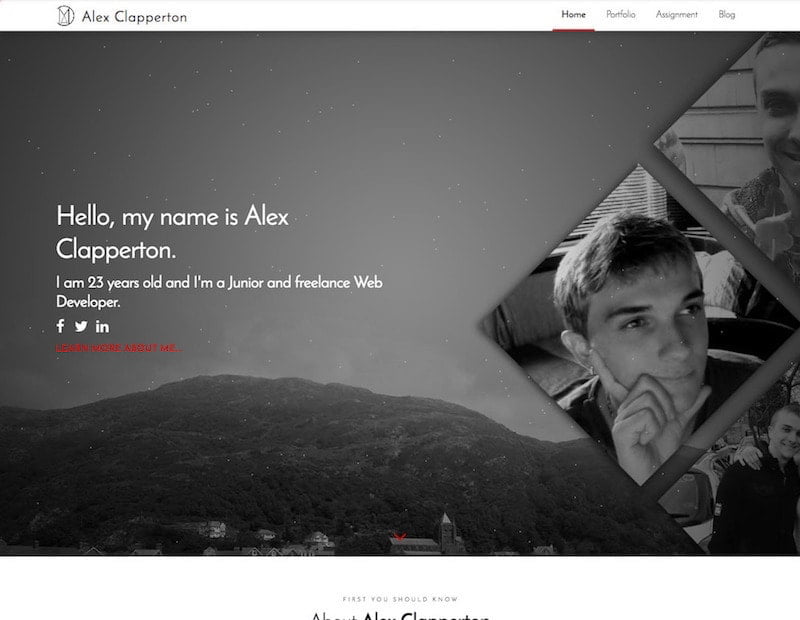 Alex Clapperton
Home Portfolio Assignment Blog
Hello, my name is Alex
Clapperton.
I am 23 years old and I'm a Junior and freelance Web
Developer.
LEARN MORE ABOUT ME...
FIRST YOU SHOULD KNOW
About Alex Clapperton